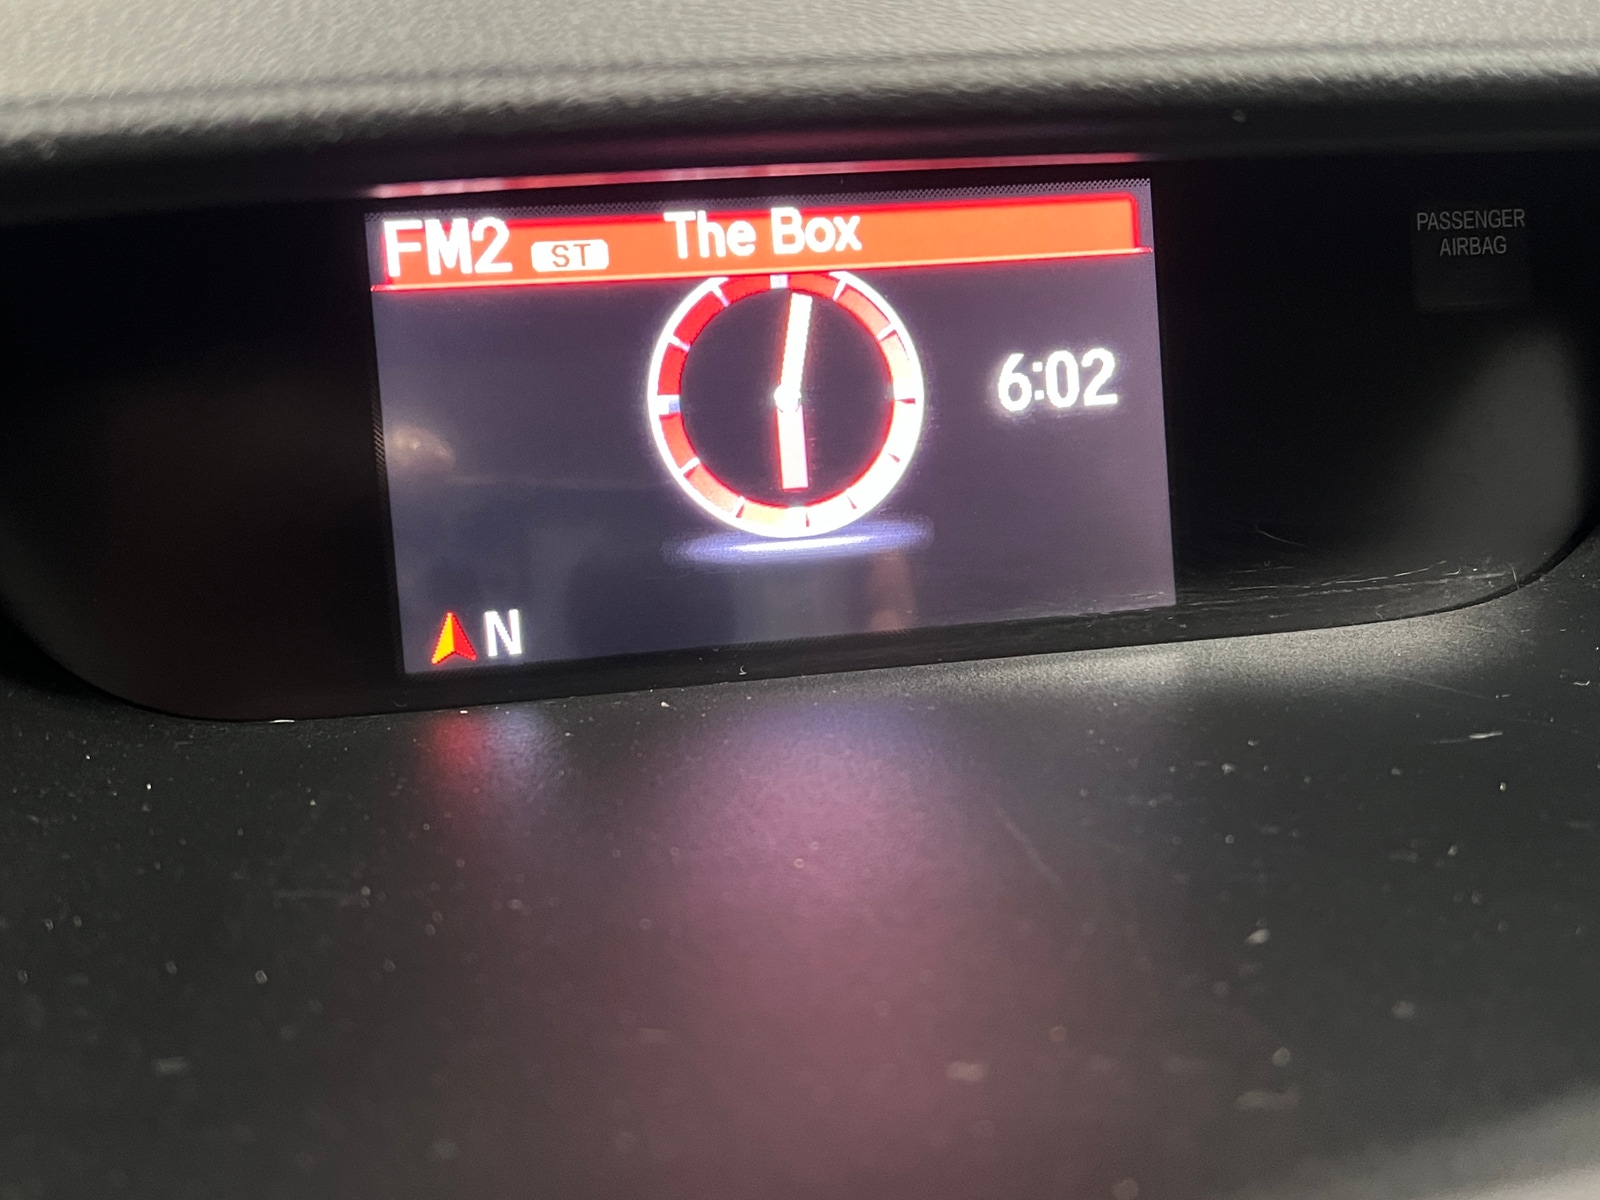 FM2 ST The Box
6:02
N
PASSENGER
AIRBAG